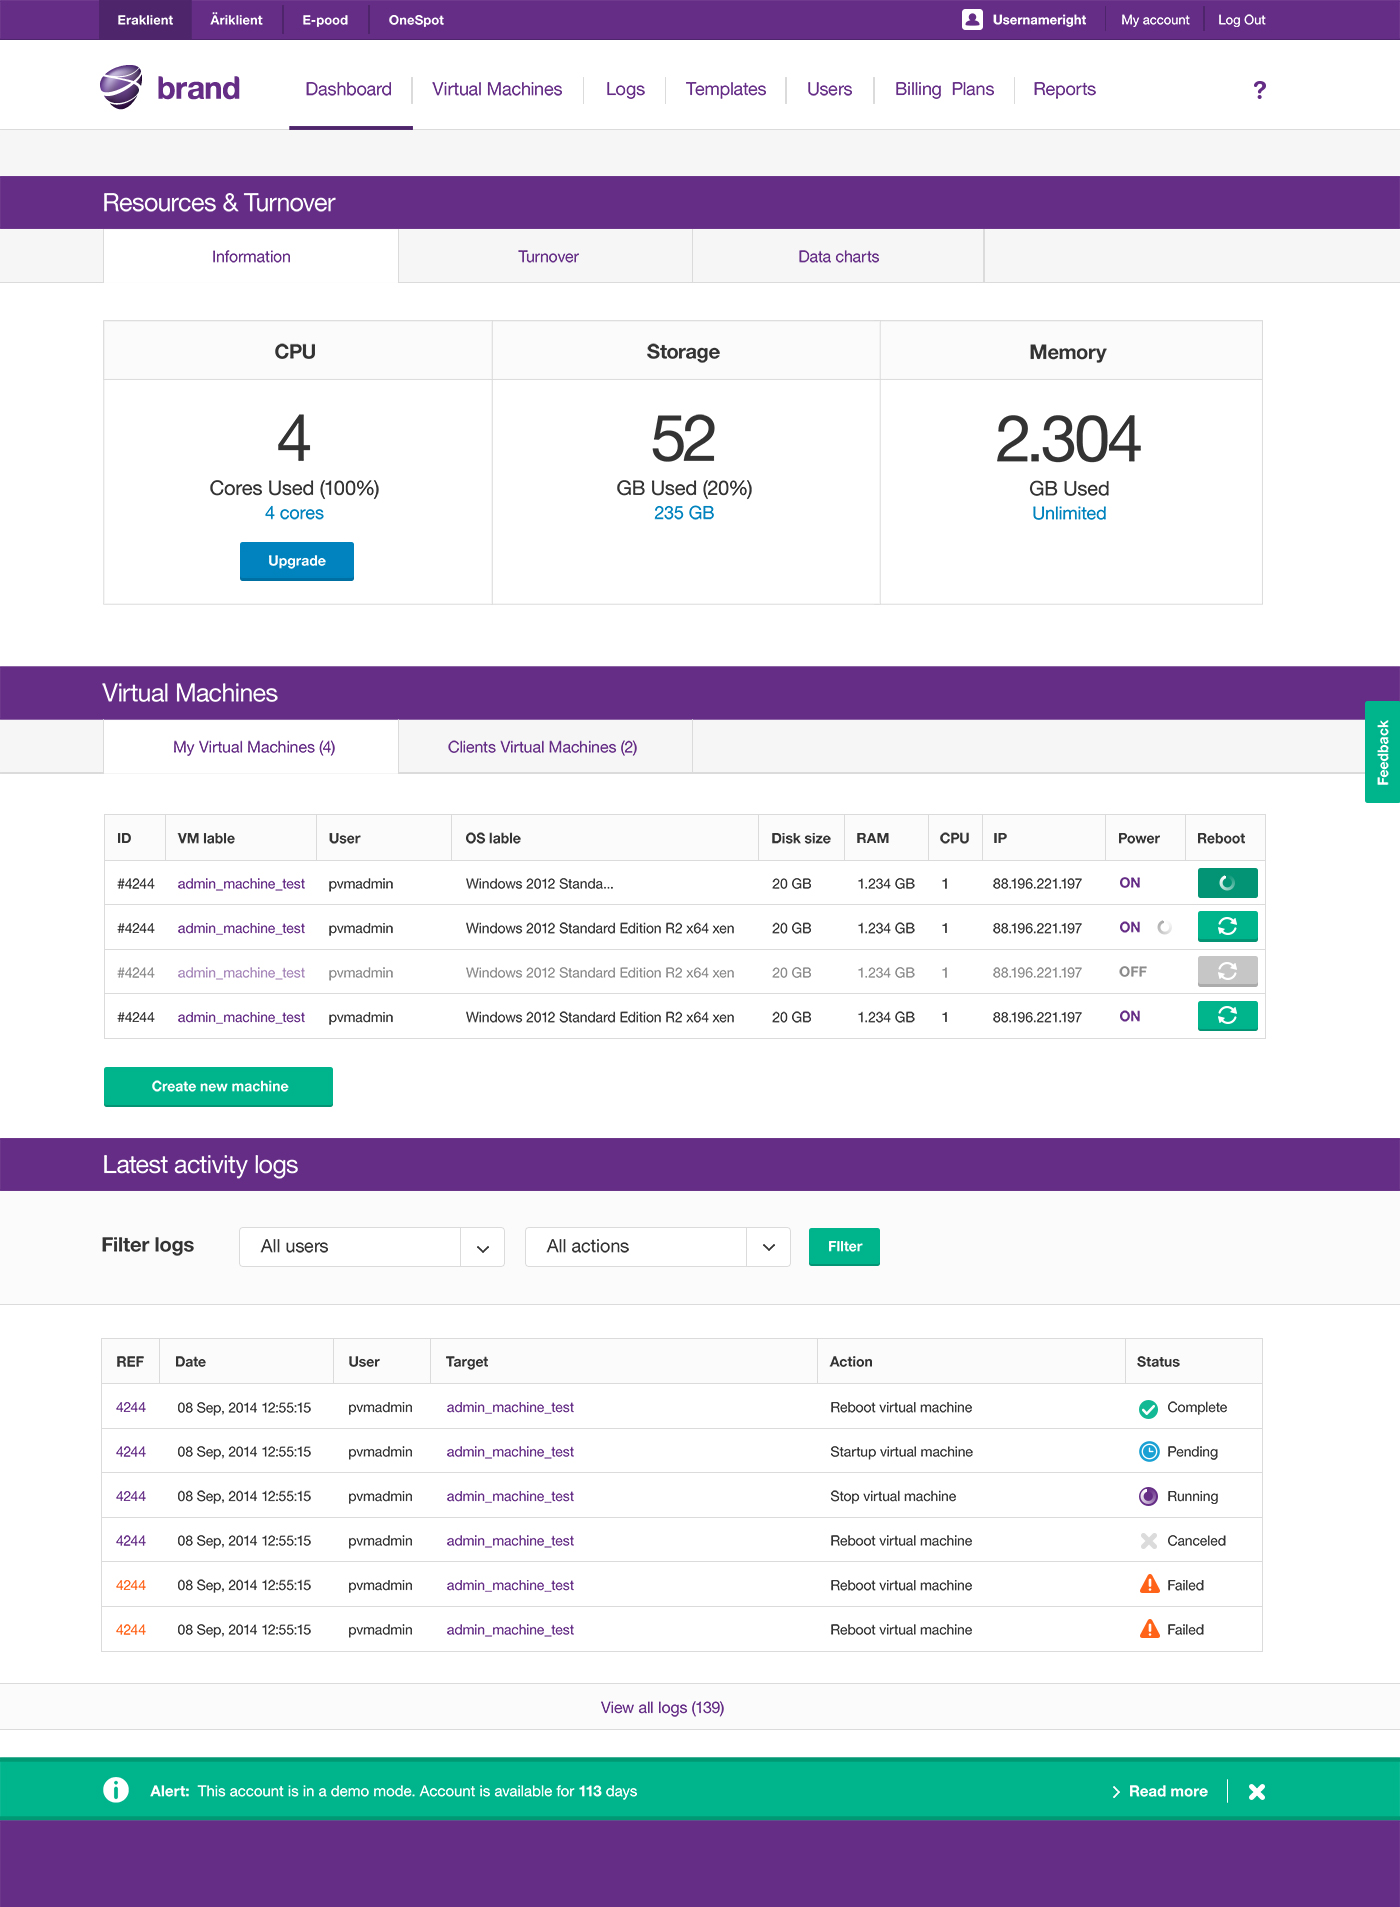 Eraklient Äriklient E-pood OneSpot Usernameright My account Log Out
brand Dashboard Virtual Machines Logs Templates Users Billing Plans Reports ?
Resources & Turnover
Information Turnover Data charts
CPU Storage Memory
4 52 2.304
Cores Used (100%) GB Used (20%) GB Used
4 cores 235 GB Unlimited
Upgrade
Virtual Machines
Feedback
My Virtual Machines (4) Clients Virtual Machines (2)
ID VM lable User OS lable Disk size RAM CPU IP Power Reboot
#4244 admin_machine_test pvmadmin Windows 2012 Standa... 20 GB 1.234 GB 1 88.196.221.197 ON
#4244 admin_machine_test pvmadmin Windows 2012 Standard Edition R2 x64 xen 20 GB 1.234 GB 1 88.196.221.197 ON
#4244 admin_machine_test pvmadmin Windows 2012 Standard Edition R2 x64 xen 20 GB 1.234 GB 1 88.196.221.197 OFF
#4244 admin_machine_test pvmadmin Windows 2012 Standard Edition R2 x64 xen 20 GB 1.234 GB 1 88.196.221.197 ON
Create new machine
Latest activity logs
Filter logs All users All actions FIlter
REF Date User Target Action Status
4244 08 Sep, 2014 12:55:15 pvmadmin admin_machine_test Reboot virtual machine Complete
4244 08 Sep, 2014 12:55:15 pvmadmin admin_machine_test Startup virtual machine Pending
4244 08 Sep, 2014 12:55:15 pvmadmin admin_machine_test Stop virtual machine Running
4244 08 Sep, 2014 12:55:15 pvmadmin admin_machine_test Reboot virtual machine Canceled
4244 08 Sep, 2014 12:55:15 pvmadmin admin_machine_test Reboot virtual machine Failed
4244 08 Sep, 2014 12:55:15 pvmadmin admin_machine_test Reboot virtual machine Failed
View all logs (139)
Alert: This account is in a demo mode. Account is available for 113 days Read more